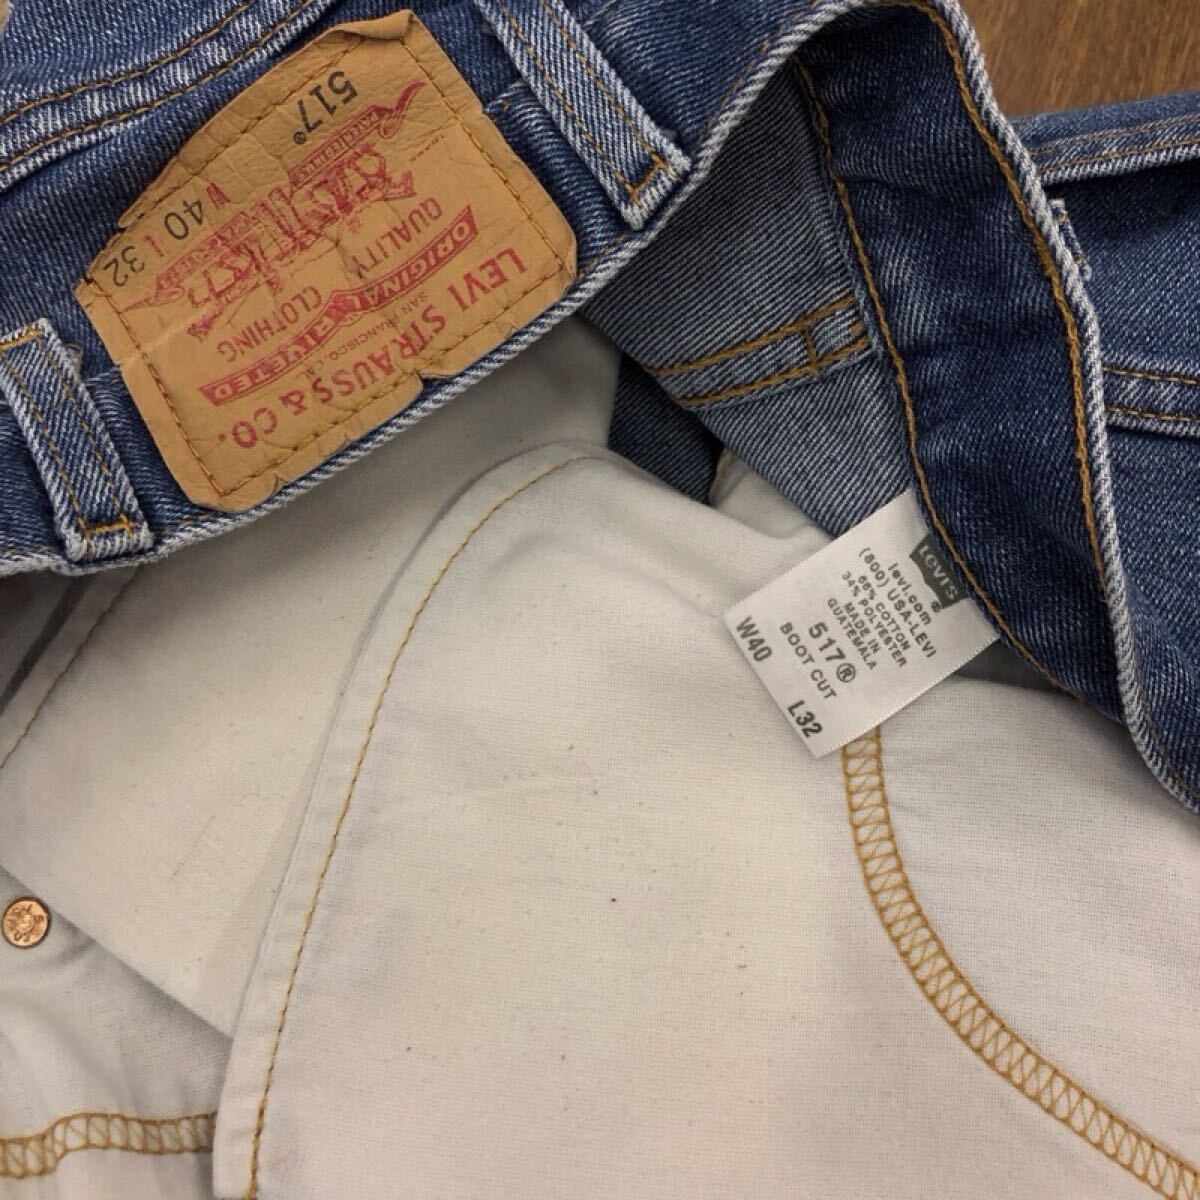 LEVI STRAUSS & CO.
SAN FRANCISCO, CAL.
ORIGINAL RIVETED
QUALITY CLOTHING
517®
W 40 L 32
LEVI'S®
levi.com
(800) USA-LEVI
66% COTTON
34% POLYESTER
MADE IN
GUATEMALA
517®
BOOT CUT
W40 L32